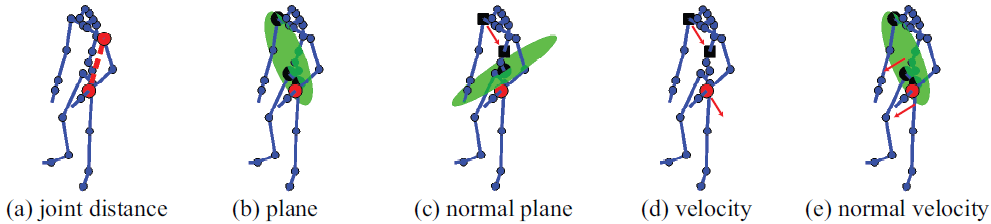 (a) joint distance (b) plane (c) normal plane (d) velocity (e) normal velocity